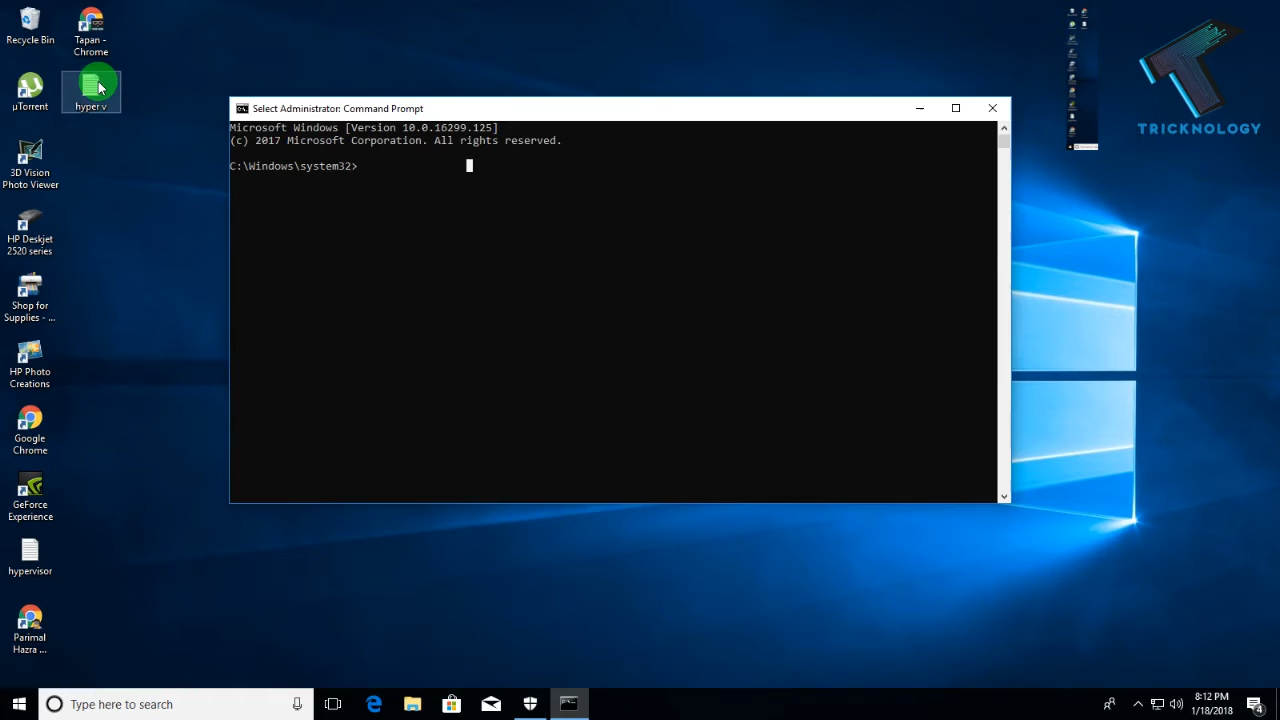 Recycle Bin
Tapan -
Chrome
µTorrent
hyper.v
3D Vision
Photo Viewer
HP Deskjet
2520 series
Shop for
Supplies - ...
HP Photo
Creations
Google
Chrome
GeForce
Experience
hypervisor
Parimal
Hazra ...
Select Administrator: Command Prompt
Microsoft Windows [Version 10.0.16299.125]
(c) 2017 Microsoft Corporation. All rights reserved.
C:\Windows\system32>
TRICKNOLOGY
Type here to search
8:12 PM
1/18/2018
4